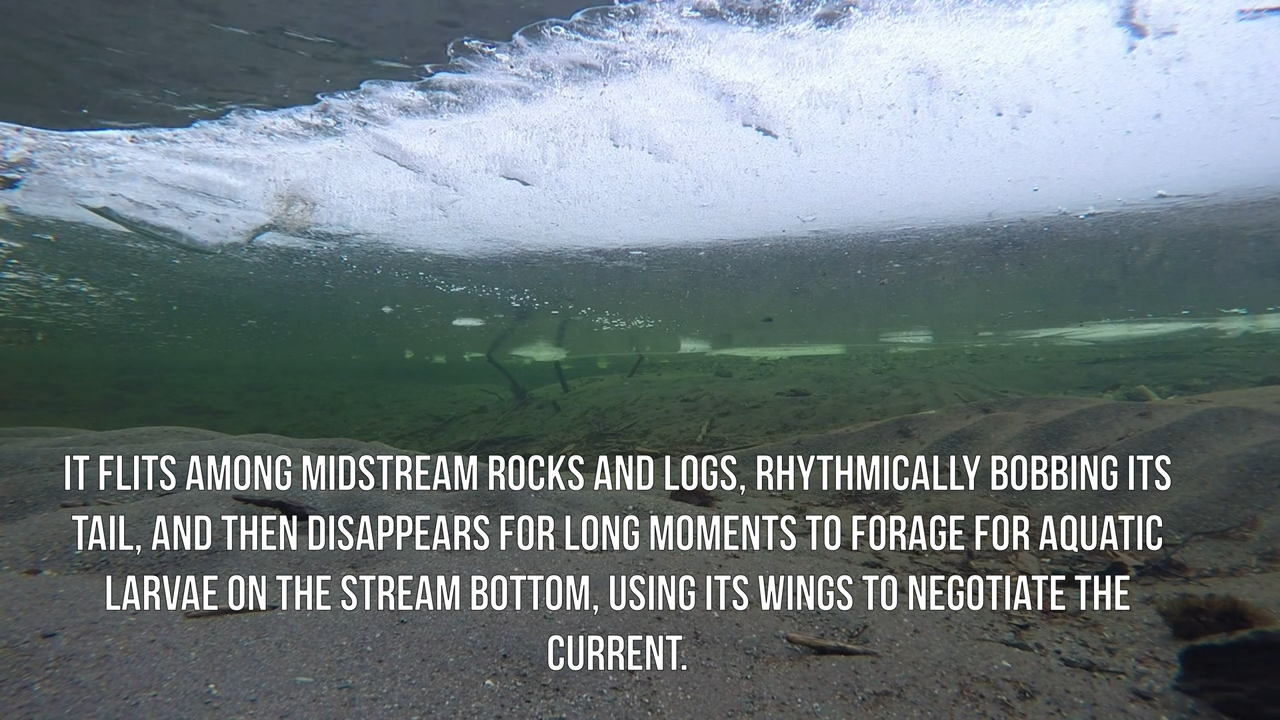 IT FLITS AMONG MIDSTREAM ROCKS AND LOGS, RHYTHMICALLY BOBBING ITS
TAIL, AND THEN DISAPPEARS FOR LONG MOMENTS TO FORAGE FOR AQUATIC
LARVAE ON THE STREAM BOTTOM, USING ITS WINGS TO NEGOTIATE THE
CURRENT.